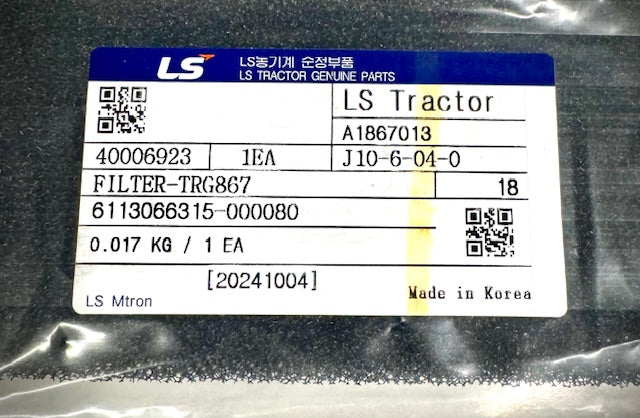 LS LS농기계 순정부품
LS TRACTOR GENUINE PARTS
LS Tractor
A1867013
40006923 1EA J10-6-04-0
FILTER-TRG867 18
6113066315-000080
0.017 KG / 1 EA
[20241004]
LS Mtron Made in Korea